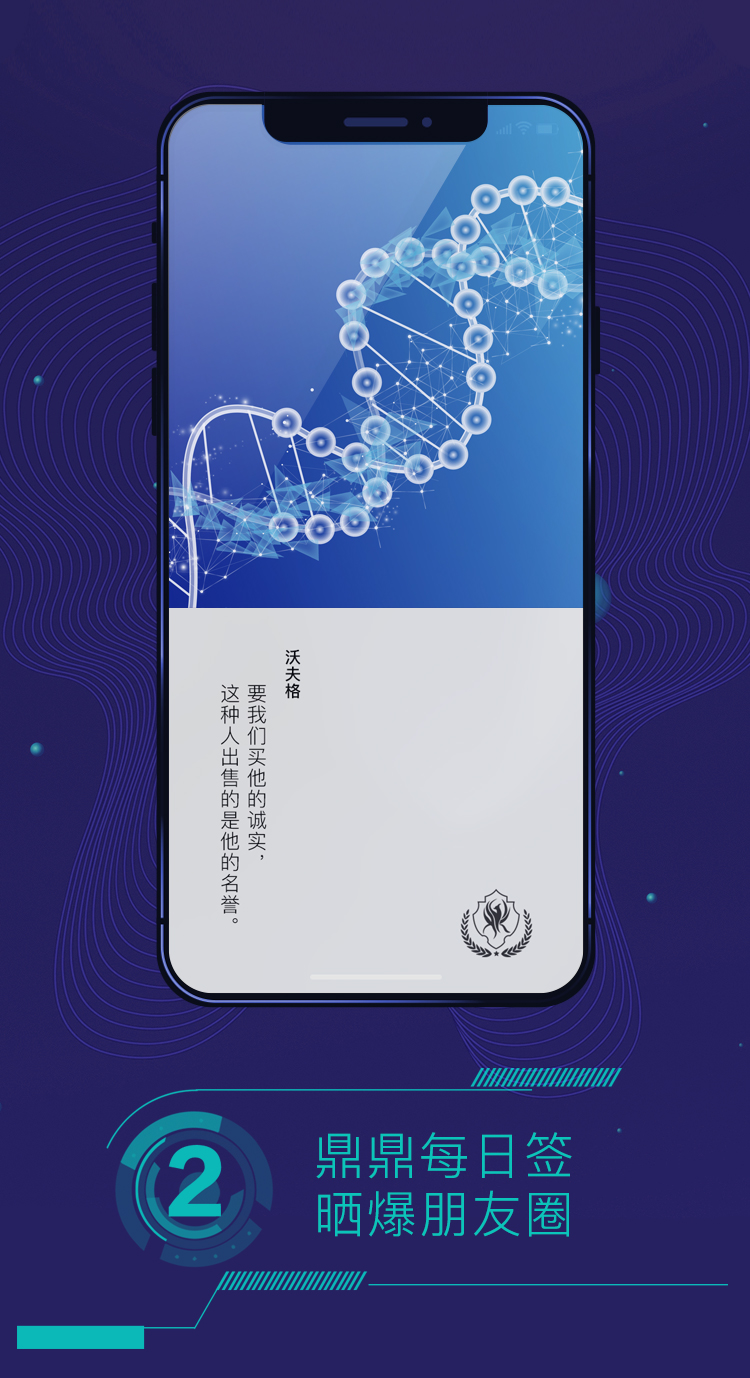 沃夫格
要我们买他的诚实，
这种人出售的是他的名誉。
2
鼎鼎每日签
晒爆朋友圈